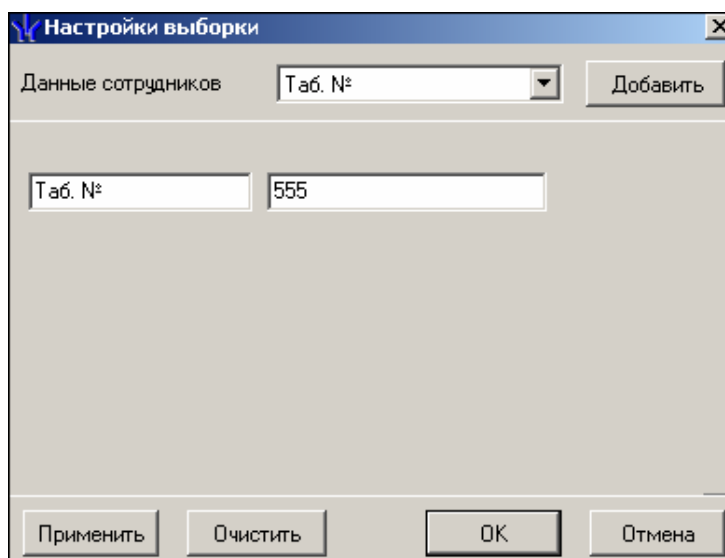 Настройки выборки
Данные сотрудников Таб. № Добавить
Таб. № 555
Применить Очистить OK Отмена